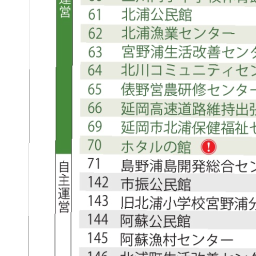 運営
61 北浦公民館
62 北浦漁業センター
63 宮野浦生活改善センタ
64 北川コミュニティセン
65 俵野営農研修センター
66 延岡高速道路維持出張
69 延岡市北浦保健福祉セ
70 ホタルの館 !
自主運営
71 島野浦島開発総合セン
142 市振公民館
143 旧北浦小学校宮野浦分
144 阿蘇公民館
145 阿蘇漁村センター